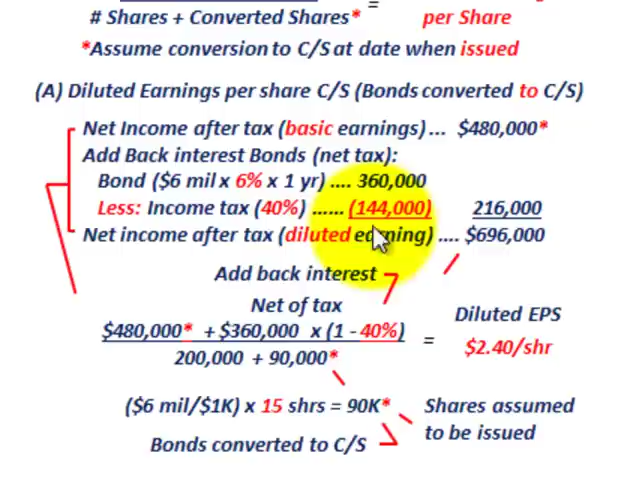 # Shares + Converted Shares* = per Share
*Assume conversion to C/S at date when issued
(A) Diluted Earnings per share C/S (Bonds converted to C/S)
Net Income after tax (basic earnings)... $480,000*
Add Back interest Bonds (net tax):
Bond ($6 mil x 6% x 1 yr) .... 360,000
Less: Income tax (40%) ...... (144,000) 216,000
Net income after tax (diluted earning) .... $696,000
Add back interest
Net of tax
$480,000* + $360,000 x (1 - 40%)
200,000 + 90,000*
=
Diluted EPS
$2.40/shr
($6 mil/$1K) x 15 shrs = 90K*
Bonds converted to C/S
Shares assumed
to be issued